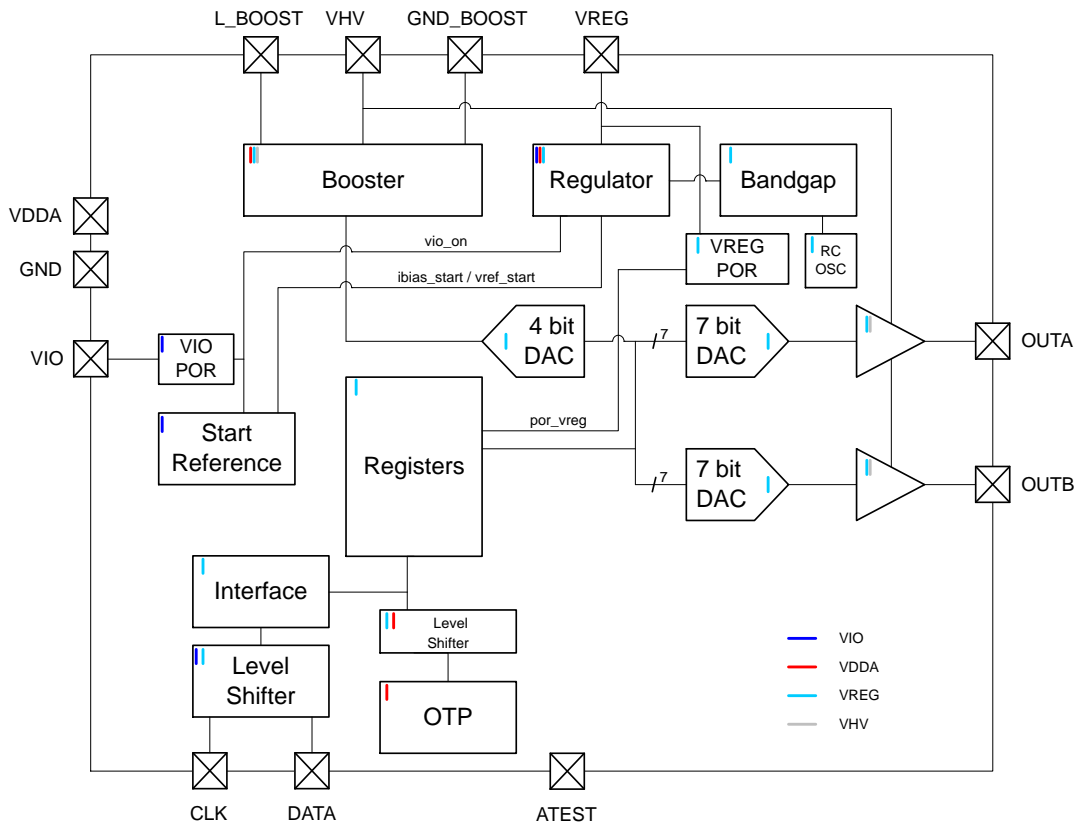 L_BOOST
VHV
GND_BOOST
VREG
Booster
Regulator
Bandgap
VDDA
GND
vio_on
VREG
POR
RC
OSC
ibias_start / vref_start
VIO
VIO
POR
4 bit
DAC
7
7 bit
DAC
OUTA
Start
Reference
Registers
por_vreg
7
7 bit
DAC
OUTB
Interface
Level
Shifter
Level
Shifter
OTP
VIO
VDDA
VREG
VHV
CLK
DATA
ATEST